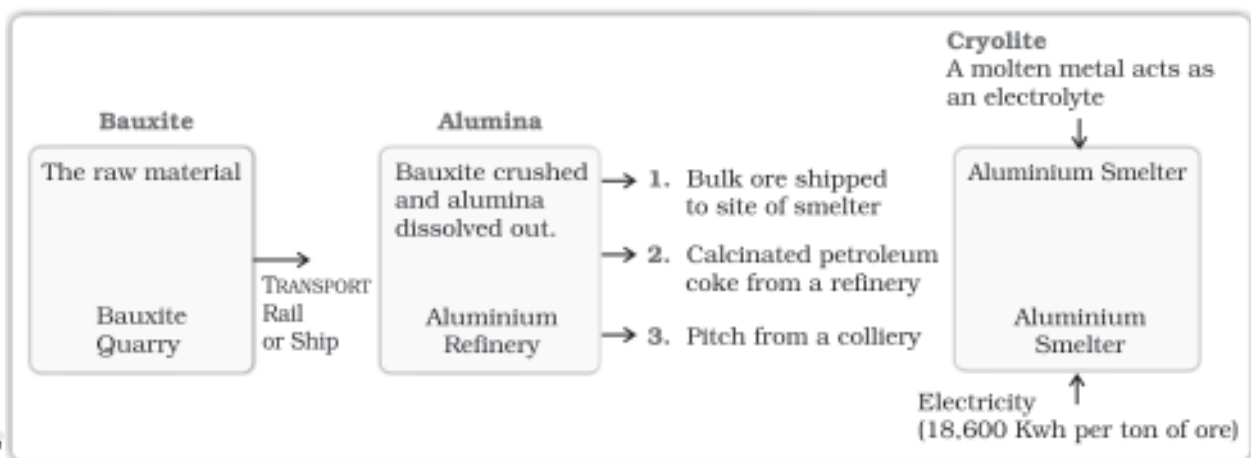 Bauxite
The raw material
Bauxite
Quarry
TRANSPORT
Rail
or Ship
Alumina
Bauxite crushed
and alumina
dissolved out.
Aluminium
Refinery
1. Bulk ore shipped
to site of smelter
2. Calcinated petroleum
coke from a refinery
3. Pitch from a colliery
Cryolite
A molten metal acts as
an electrolyte
Aluminium Smelter
Aluminium
Smelter
Electricity
(18,600 Kwh per ton of ore)